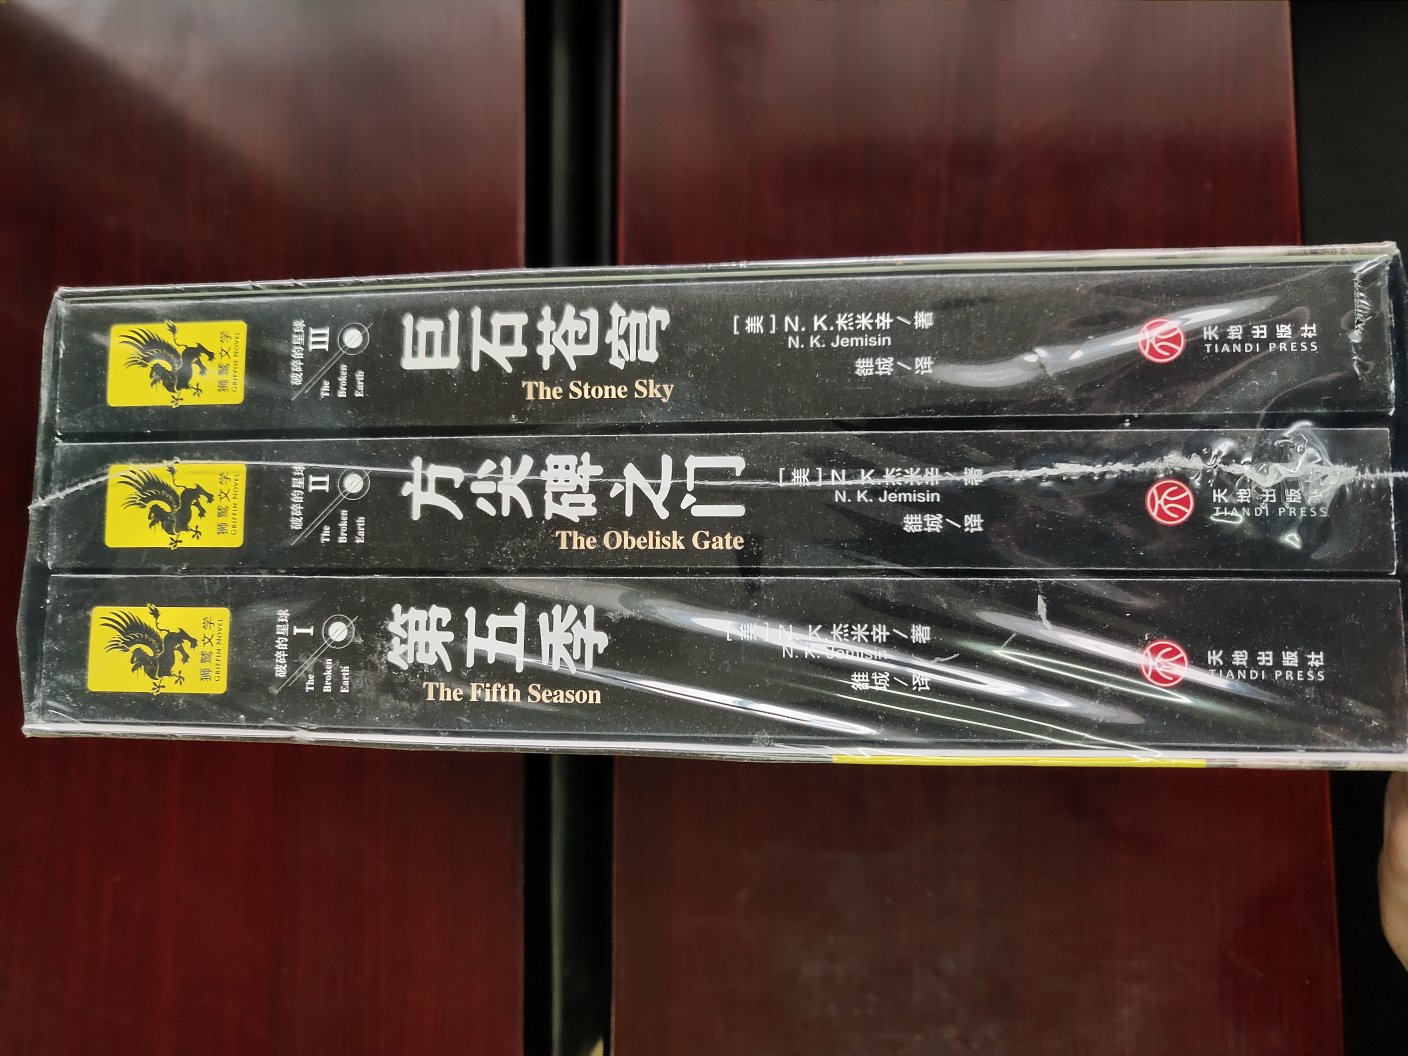 狮鹫文学
GRIFFIN NOVEL
破碎的星球
III
The
Broken
Earth
巨石苍穹
The Stone Sky
[美] N. K. 杰米辛 / 著
N. K. Jemisin
雒城 / 译
天地出版社
TIANDI PRESS
狮鹫文学
GRIFFIN NOVEL
破碎的星球
II
The
Broken
Earth
方尖碑之门
The Obelisk Gate
[美] N. K. 杰米辛 / 著
N. K. Jemisin
雒城 / 译
天地出版社
TIANDI PRESS
狮鹫文学
GRIFFIN NOVEL
破碎的星球
I
The
Broken
Earth
第五季
The Fifth Season
[美] N. K. 杰米辛 / 著
N. K. Jemisin
雒城 / 译
天地出版社
TIANDI PRESS